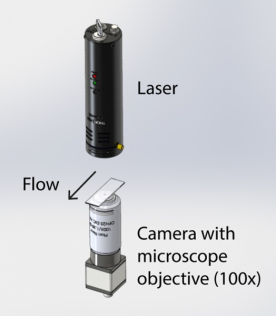 Laser
Flow
Camera with
microscope
objective (100x)